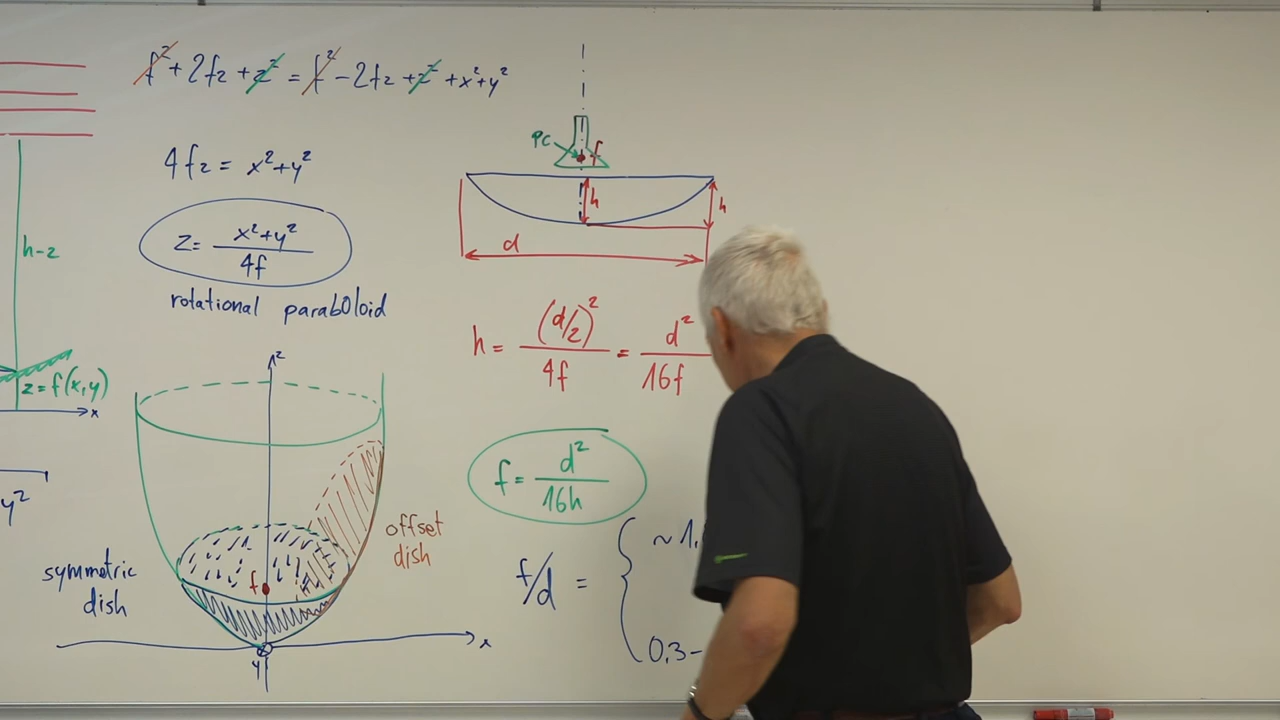 f² + 2fz + z² = f² - 2fz + z² + x²+y²
4fz = x²+y²
z = x²+y² / 4f
rotational paraboloid
h-z
z=f(x,y)
x
y²
z
symmetric
dish
f
offset
dish
x
y
PC
f
h
h
d
h = (d/2)² / 4f = d² / 16f
f = d² / 16h
f/d = {
~1,
0,3-